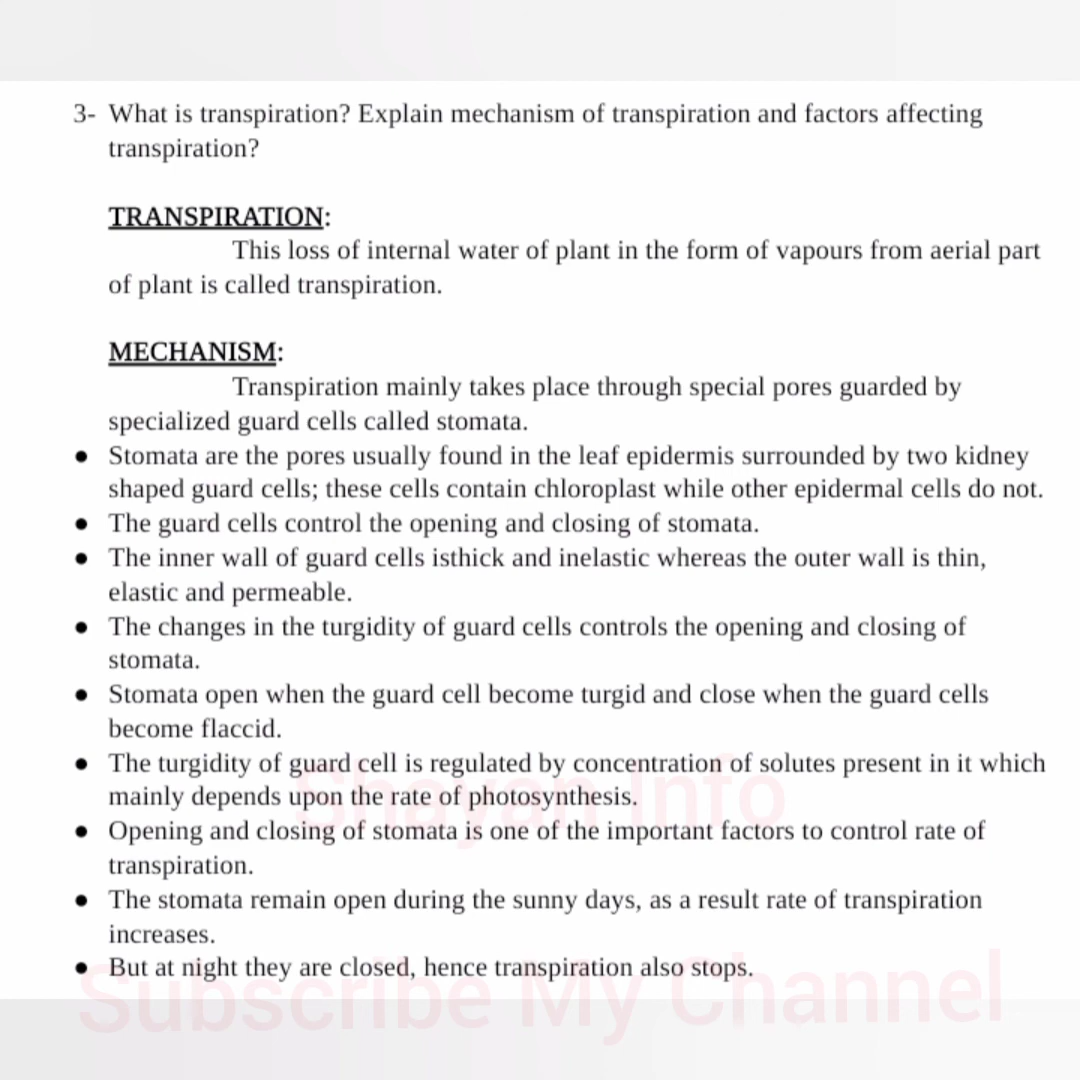 3- What is transpiration? Explain mechanism of transpiration and factors affecting
transpiration?
TRANSPIRATION:
This loss of internal water of plant in the form of vapours from aerial part
of plant is called transpiration.
MECHANISM:
Transpiration mainly takes place through special pores guarded by
specialized guard cells called stomata.
● Stomata are the pores usually found in the leaf epidermis surrounded by two kidney
shaped guard cells; these cells contain chloroplast while other epidermal cells do not.
● The guard cells control the opening and closing of stomata.
● The inner wall of guard cells isthick and inelastic whereas the outer wall is thin,
elastic and permeable.
● The changes in the turgidity of guard cells controls the opening and closing of
stomata.
● Stomata open when the guard cell become turgid and close when the guard cells
become flaccid.
● The turgidity of guard cell is regulated by concentration of solutes present in it which
mainly depends upon the rate of photosynthesis.
Shayan Info
● Opening and closing of stomata is one of the important factors to control rate of
transpiration.
● The stomata remain open during the sunny days, as a result rate of transpiration
increases.
● But at night they are closed, hence transpiration also stops.
Subscribe My Channel